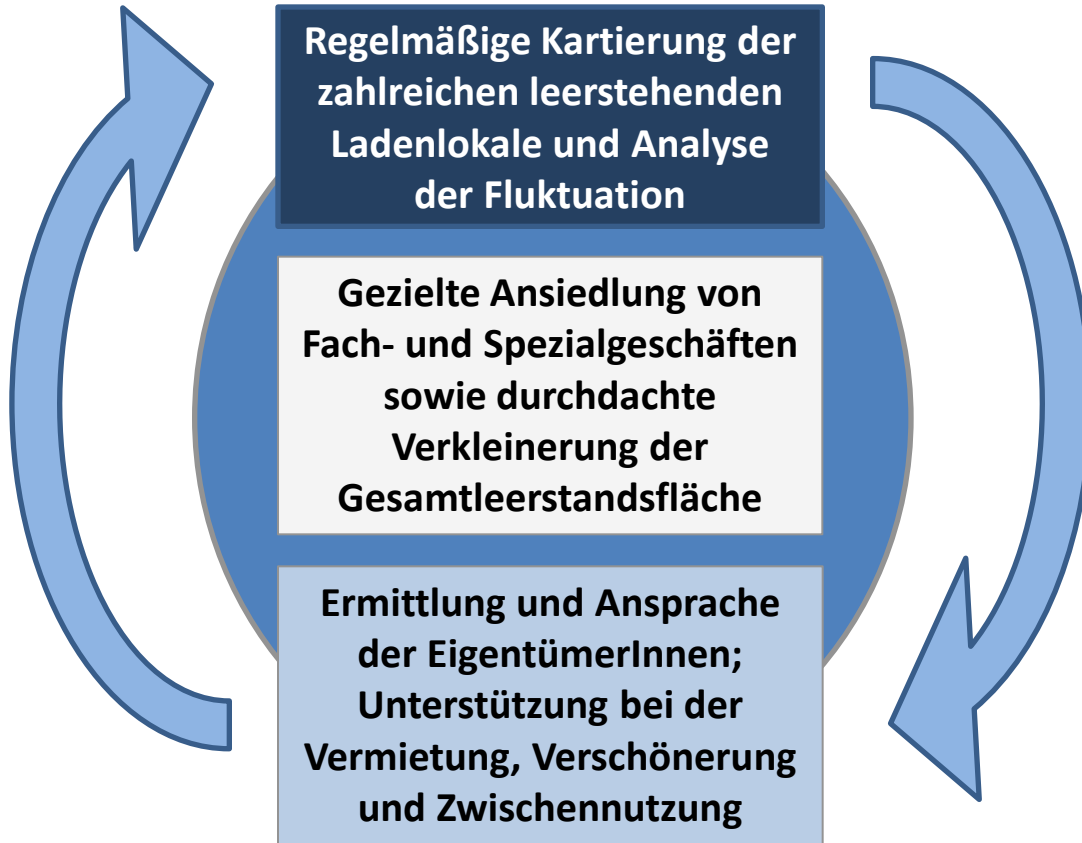 Regelmäßige Kartierung der
zahlreichen leerstehenden
Ladenlokale und Analyse
der Fluktuation
Gezielte Ansiedlung von
Fach- und Spezialgeschäften
sowie durchdachte
Verkleinerung der
Gesamtleerstandsfläche
Ermittlung und Ansprache
der EigentümerInnen;
Unterstützung bei der
Vermietung, Verschönerung
und Zwischennutzung